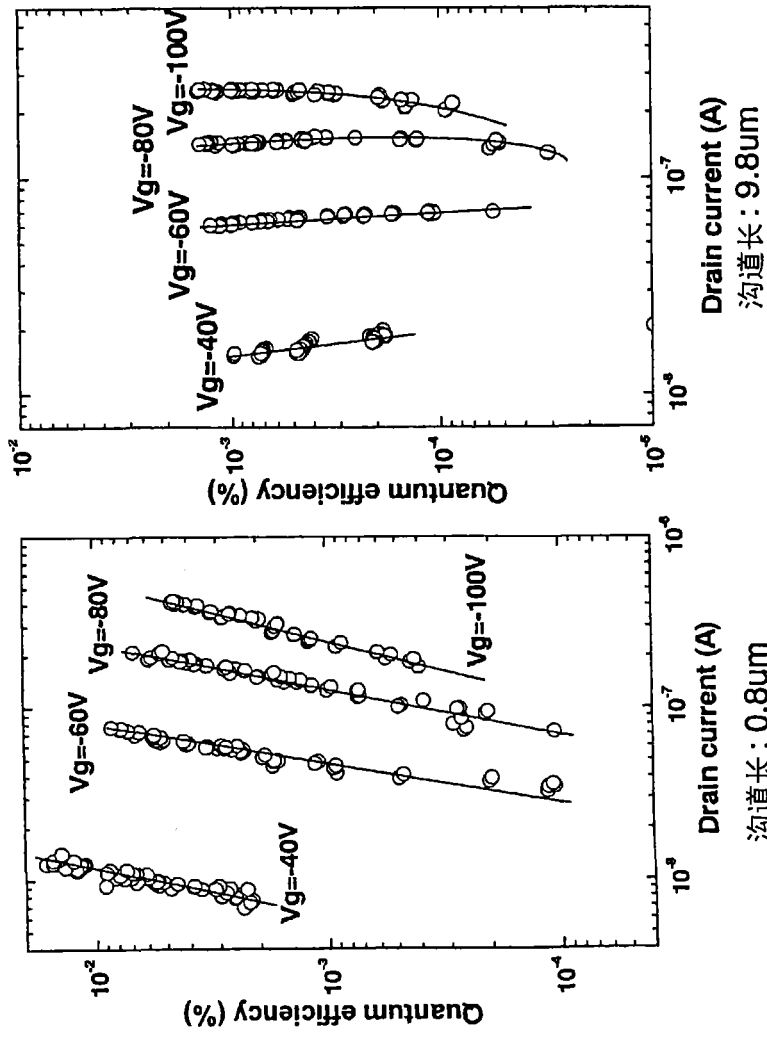 Quantum efficiency (%)
10-2
10-3
10-4
Vg=-40V
Vg=-60V
Vg=-80V
Vg=-100V
10-8
10-7
10-6
Drain current (A)
沟道长：0.8um
Quantum efficiency (%)
10-2
10-3
10-4
10-5
Vg=-40V
Vg=-60V
Vg=-80V
Vg=-100V
10-8
10-7
Drain current (A)
沟道长：9.8um